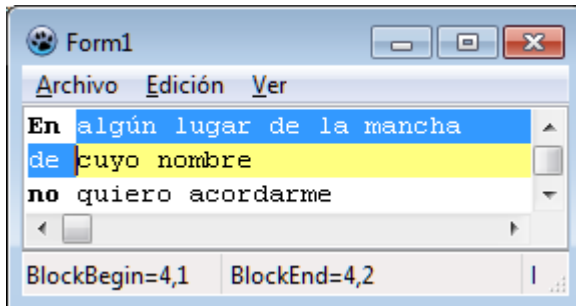 Form1
Archivo Edición Ver
En algún lugar de la mancha
de cuyo nombre
no quiero acordarme
BlockBegin=4,1 BlockEnd=4,2 I